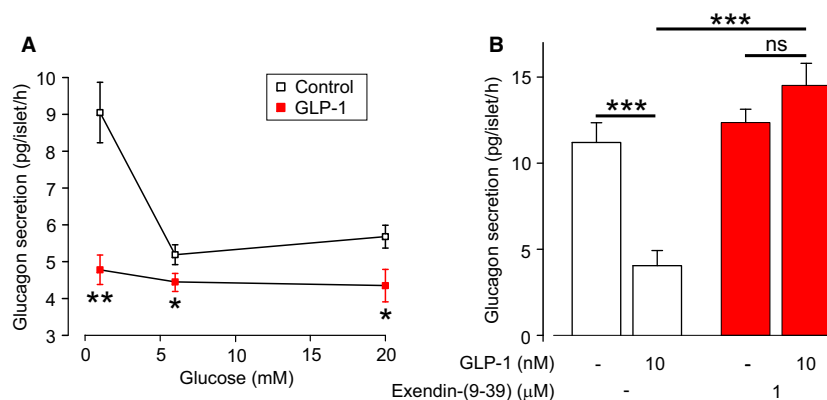 A
Glucagon secretion (pg/islet/h)
10
9
8
7
6
5
4
3
Control
GLP-1
**
*
*
0
5
10
15
20
Glucose (mM)
B
Glucagon secretion (pg/islet/h)
15
10
5
0
***
ns
***
GLP-1 (nM) - 10 - 10
Exendin-(9-39) (μM) - 1